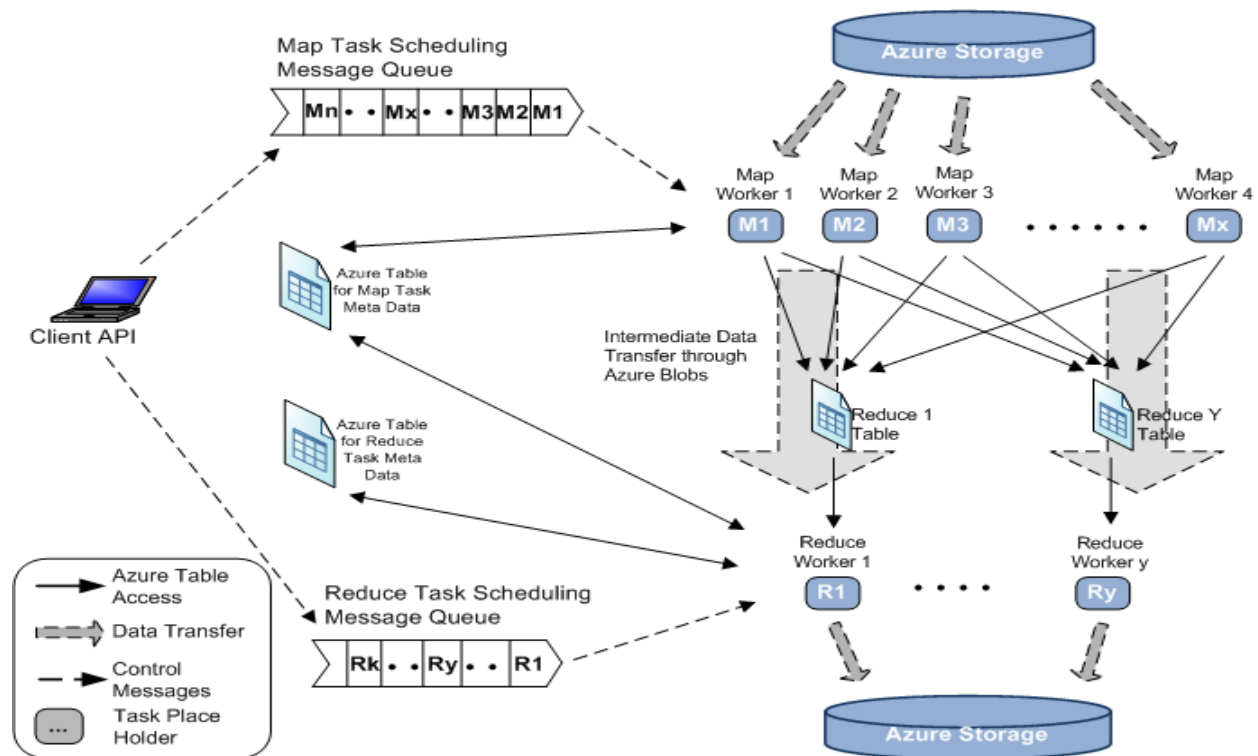 Map Task Scheduling
Message Queue
Mn • • Mx • • M3 M2 M1
Azure Storage
Map
Worker 1
Map
Worker 2
Map
Worker 3
Map
Worker 4
M1
M2
M3
• • • • • •
Mx
Client API
Azure Table
for Map Task
Meta Data
Intermediate Data
Transfer through
Azure Blobs
Reduce 1
Table
Reduce Y
Table
Azure Table
for Reduce
Task Meta
Data
Reduce
Worker 1
Reduce
Worker y
R1
• • • •
Ry
Reduce Task Scheduling
Message Queue
Rk • • Ry • • R1
Azure Storage
Azure Table
Access
Data Transfer
Control
Messages
...
Task Place
Holder